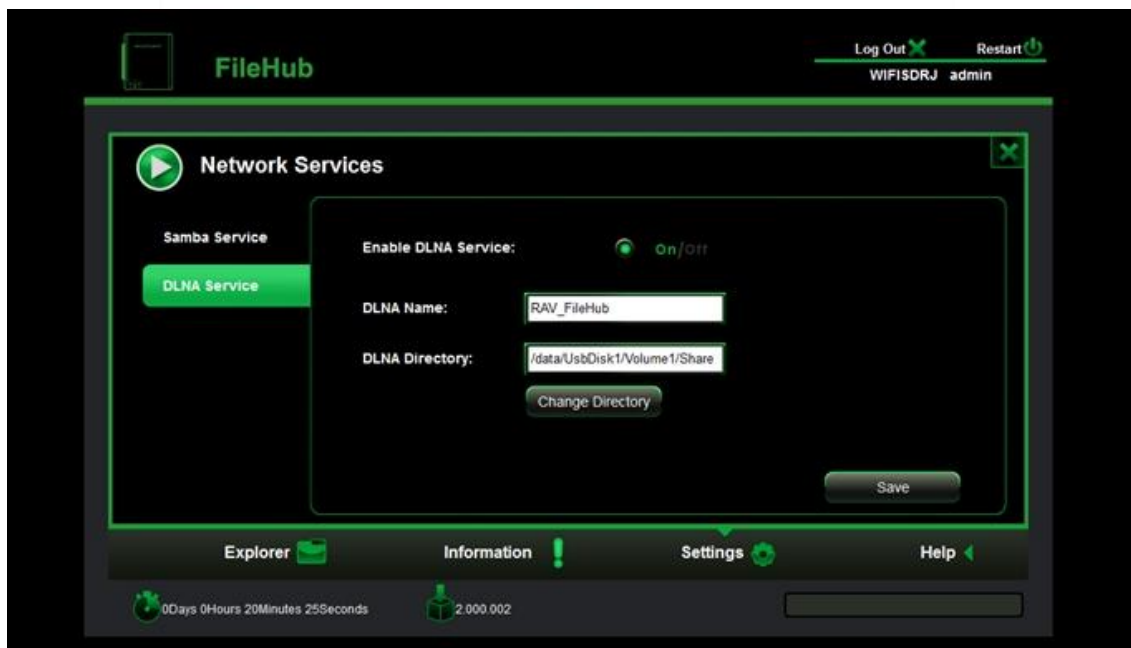 FileHub
Log Out Restart
WIFISDRJ admin
Network Services
Samba Service
DLNA Service
Enable DLNA Service: On/Off
DLNA Name: RAV_FileHub
DLNA Directory: /data/UsbDisk1/Volume1/Share
Change Directory
Save
Explorer Information Settings Help
0Days 0Hours 20Minutes 25Seconds 2.000.002